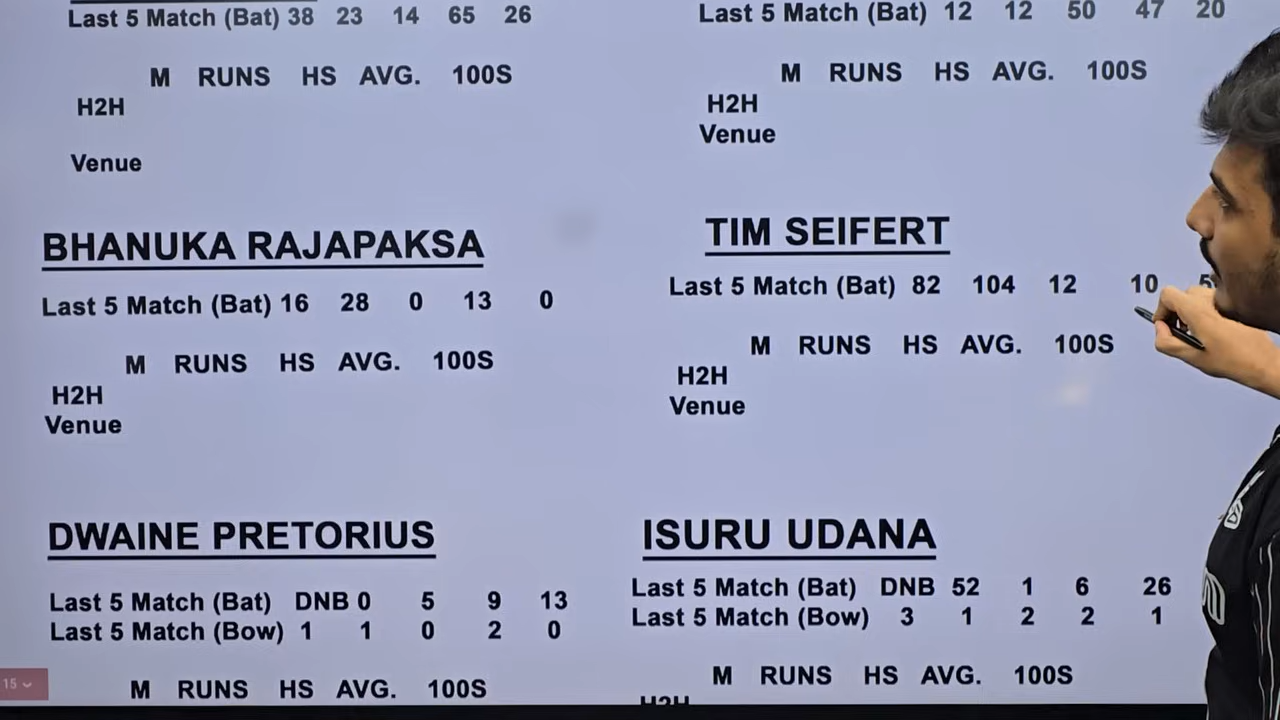 Last 5 Match (Bat) 38 23 14 65 26
M RUNS HS AVG. 100S
H2H
Venue
Last 5 Match (Bat) 12 12 50 47 20
M RUNS HS AVG. 100S
H2H
Venue
BHANUKA RAJAPAKSA
Last 5 Match (Bat) 16 28 0 13 0
M RUNS HS AVG. 100S
H2H
Venue
TIM SEIFERT
Last 5 Match (Bat) 82 104 12 10
M RUNS HS AVG. 100S
H2H
Venue
DWAINE PRETORIUS
Last 5 Match (Bat) DNB 0 5 9 13
Last 5 Match (Bow) 1 1 0 2 0
M RUNS HS AVG. 100S
ISURU UDANA
Last 5 Match (Bat) DNB 52 1 6 26
Last 5 Match (Bow) 3 1 2 2 1
M RUNS HS AVG. 100S
H2H
15